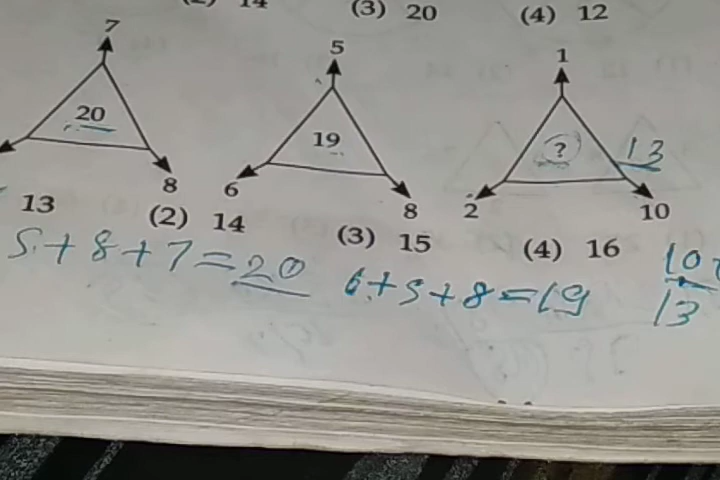 14 (3) 20 (4) 12
7 5 1
20 19 ? 13
8 6 8 2 10
13 (2) 14 (3) 15 (4) 16
5+8+7=20 6+5+8=19 10
13